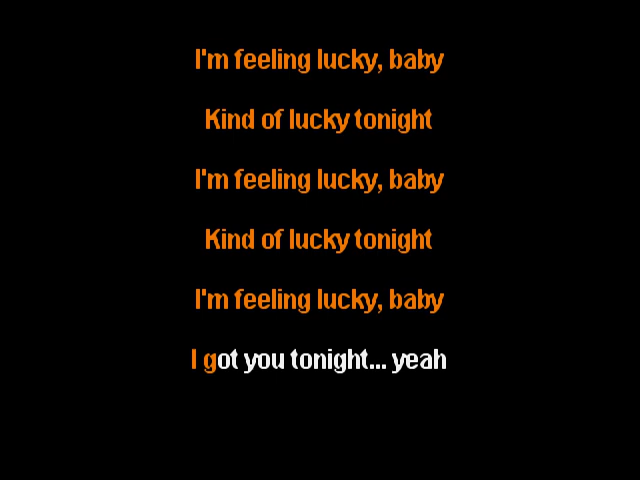 I'm feeling lucky, baby
Kind of lucky tonight
I'm feeling lucky, baby
Kind of lucky tonight
I'm feeling lucky, baby
I got you tonight... yeah